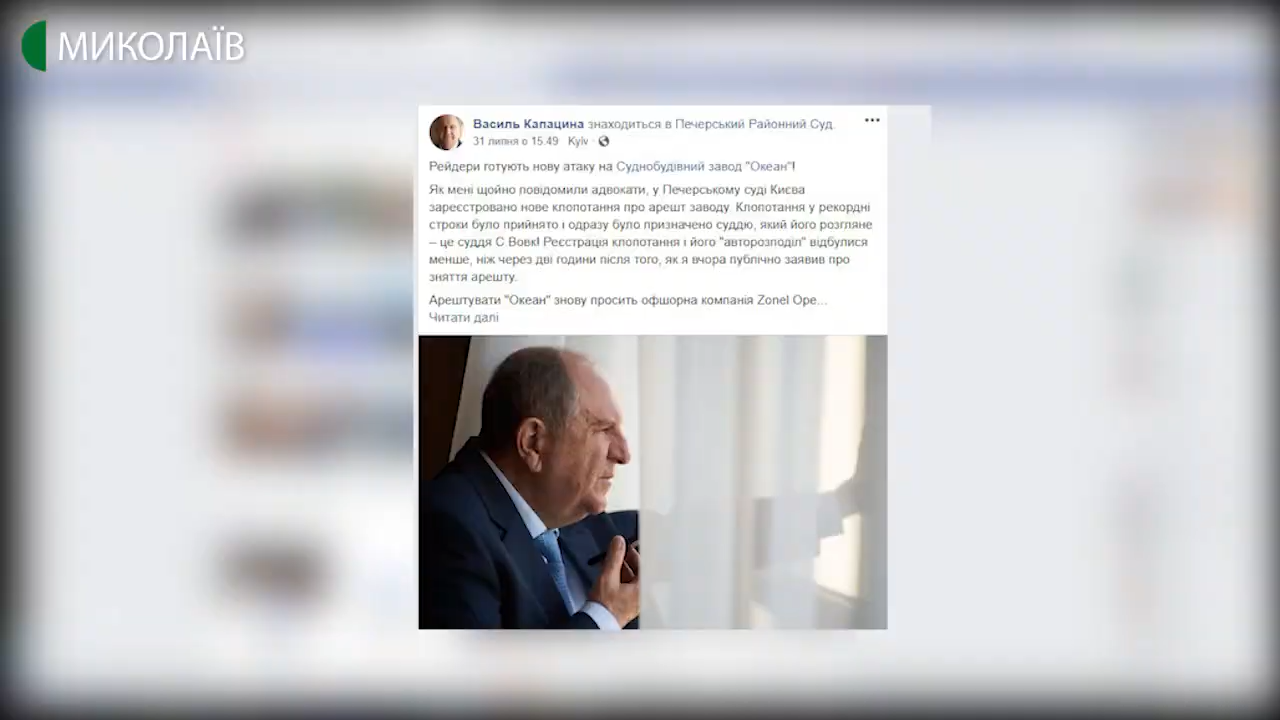 МИКОЛАЇВ
Василь Капацина знаходиться в Печерський Районний Суд.
31 липня о 15:49 · Kyiv ·
Рейдери готують нову атаку на Суднобудівний завод "Океан"!
Як мені щойно повідомили адвокати, у Печерському суді Києва
зареєстровано нове клопотання про арешт заводу. Клопотання у рекордні
строки було прийнято і одразу було призначено суддю, який його розгляне
– це суддя С Вовк! Реєстрація клопотання і його "авторозподіл" відбулися
менше, ніж через дві години після того, як я вчора публічно заявив про
зняття арешту.
Арештувати "Океан" знову просить офшорна компанія Zonel Ope...
Читати далі